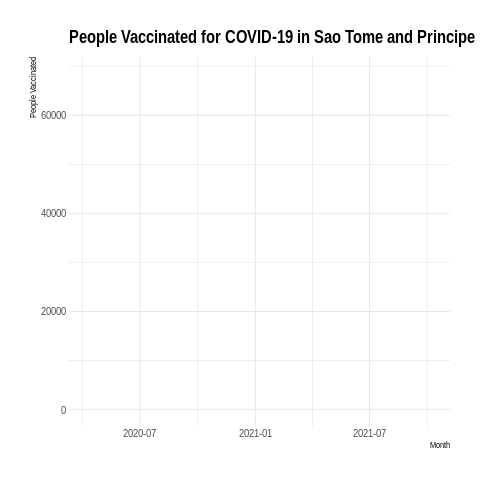 People Vaccinated for COVID-19 in Sao Tome and Principe
People Vaccinated
60000
40000
20000
0
2020-07 2021-01 2021-07
Month